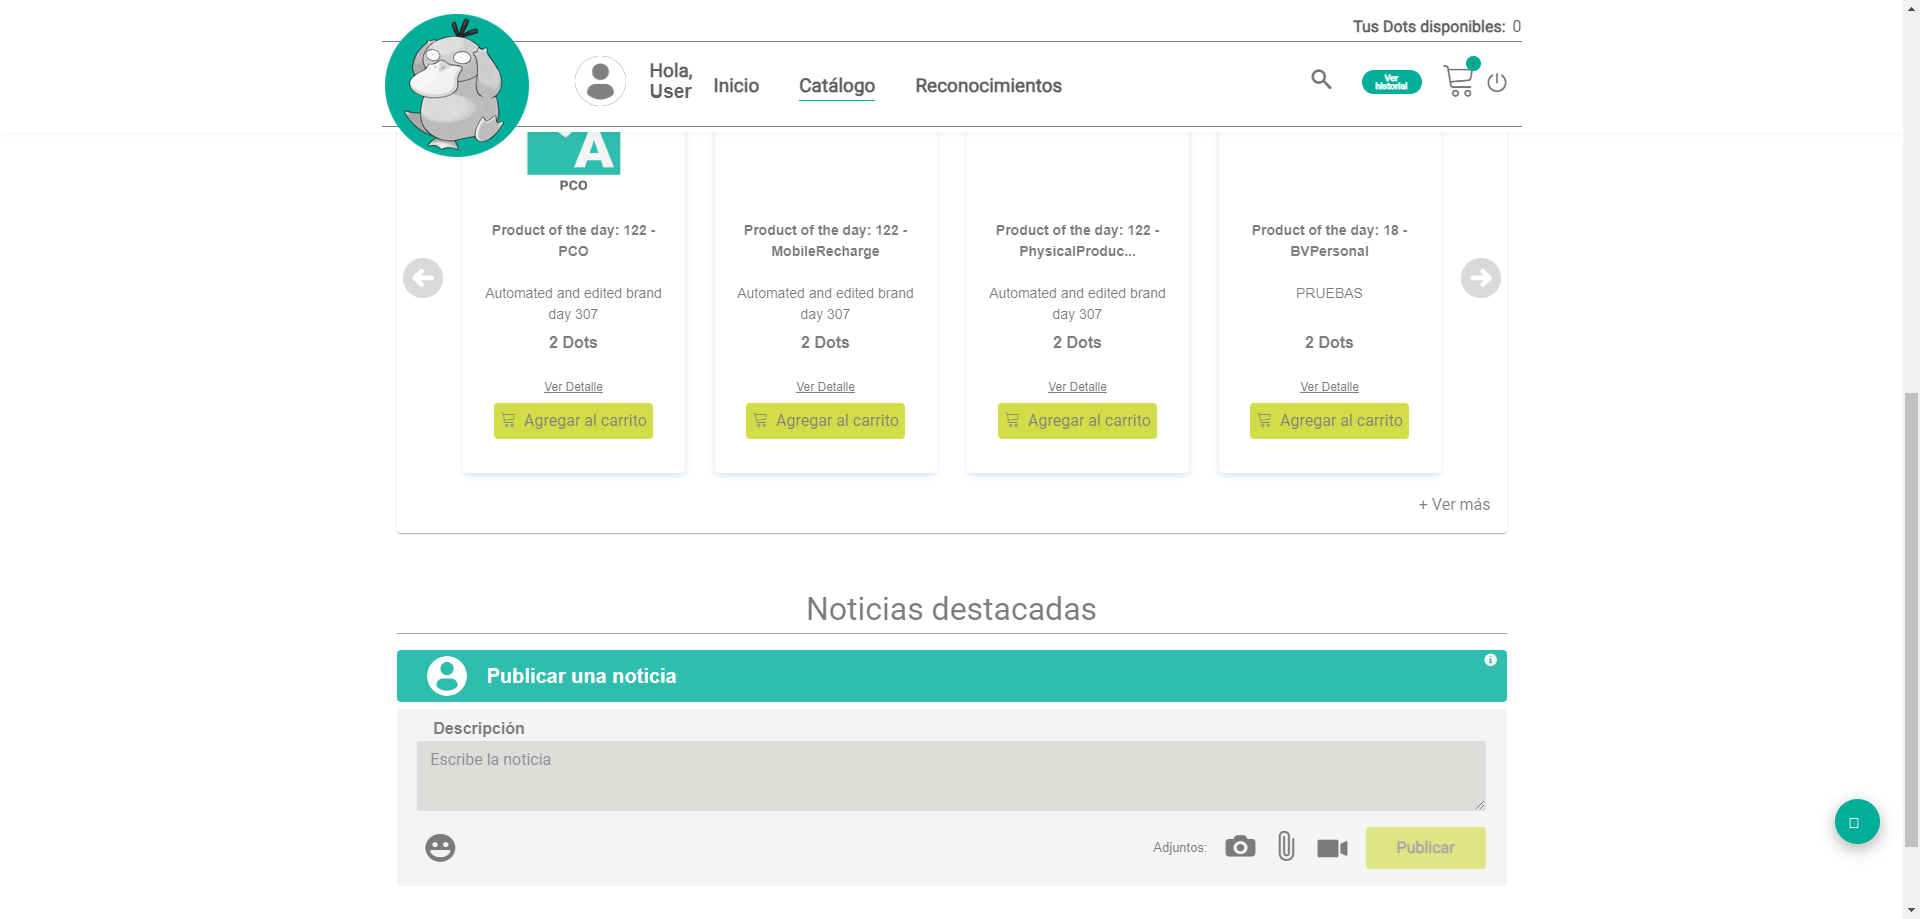 Tus Dots disponibles: 0
Hola,
User
Inicio
Catálogo
Reconocimientos
Ver
historial
A
PCO
Product of the day: 122 -
PCO
Automated and edited brand
day 307
2 Dots
Ver Detalle
Agregar al carrito
Product of the day: 122 -
MobileRecharge
Automated and edited brand
day 307
2 Dots
Ver Detalle
Agregar al carrito
Product of the day: 122 -
PhysicalProduc...
Automated and edited brand
day 307
2 Dots
Ver Detalle
Agregar al carrito
Product of the day: 18 -
BVPersonal
PRUEBAS
2 Dots
Ver Detalle
Agregar al carrito
+ Ver más
Noticias destacadas
Publicar una noticia
Descripción
Escribe la noticia
Adjuntos:
Publicar